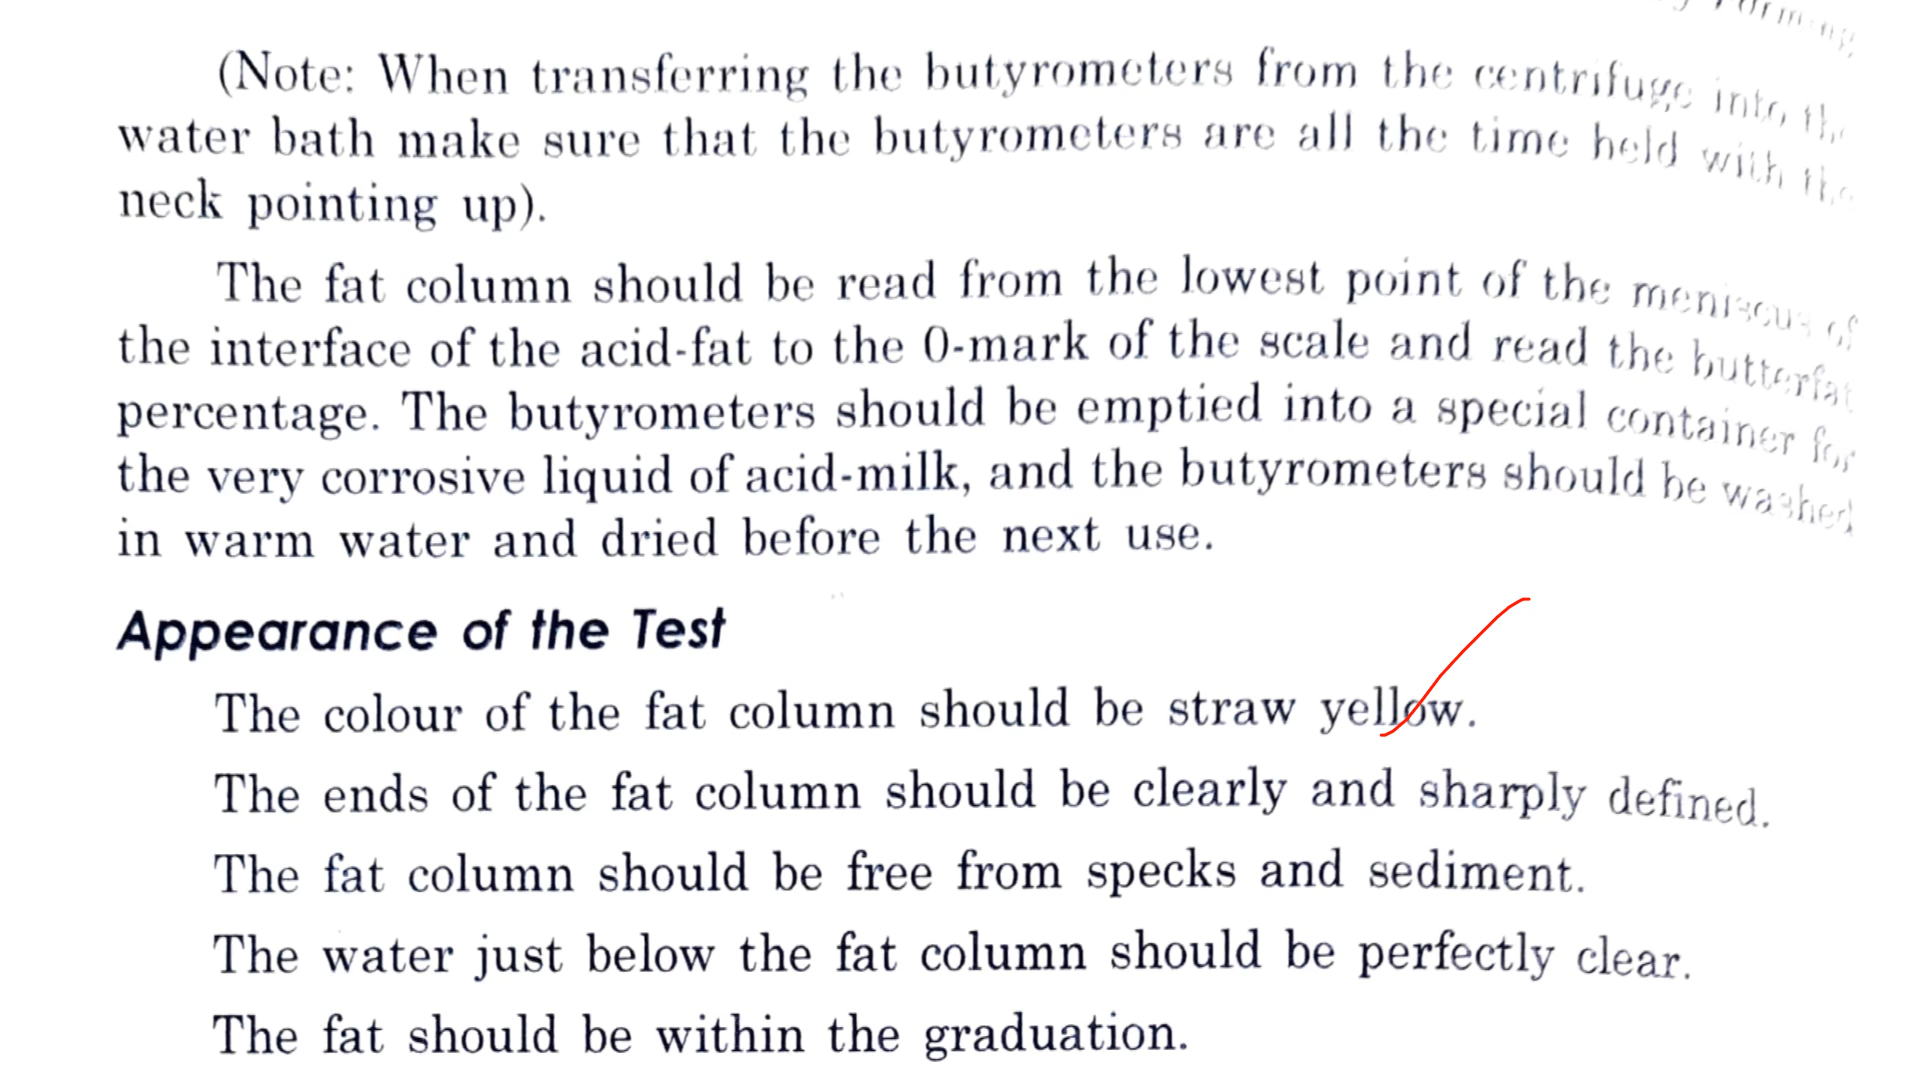 (Note: When transferring the butyrometers from the centrifuge into the
water bath make sure that the butyrometers are all the time held with the
neck pointing up).
The fat column should be read from the lowest point of the meniscus of
the interface of the acid-fat to the 0-mark of the scale and read the butterfat
percentage. The butyrometers should be emptied into a special container for
the very corrosive liquid of acid-milk, and the butyrometers should be washed
in warm water and dried before the next use.
Appearance of the Test
The colour of the fat column should be straw yellow.
The ends of the fat column should be clearly and sharply defined.
The fat column should be free from specks and sediment.
The water just below the fat column should be perfectly clear.
The fat should be within the graduation.